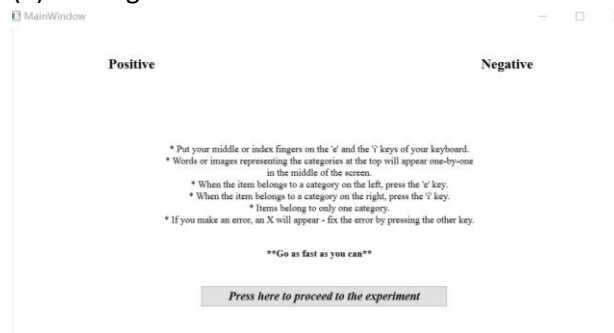 MainWindow
Positive Negative
* Put your middle or index fingers on the 'e' and the 'i' keys of your keyboard.
* Words or images representing the categories at the top will appear one-by-one
in the middle of the screen.
* When the item belongs to a category on the left, press the 'e' key.
* When the item belongs to a category on the right, press the 'i' key.
* Items belong to only one category.
* If you make an error, an X will appear - fix the error by pressing the other key.
**Go as fast as you can**
Press here to proceed to the experiment